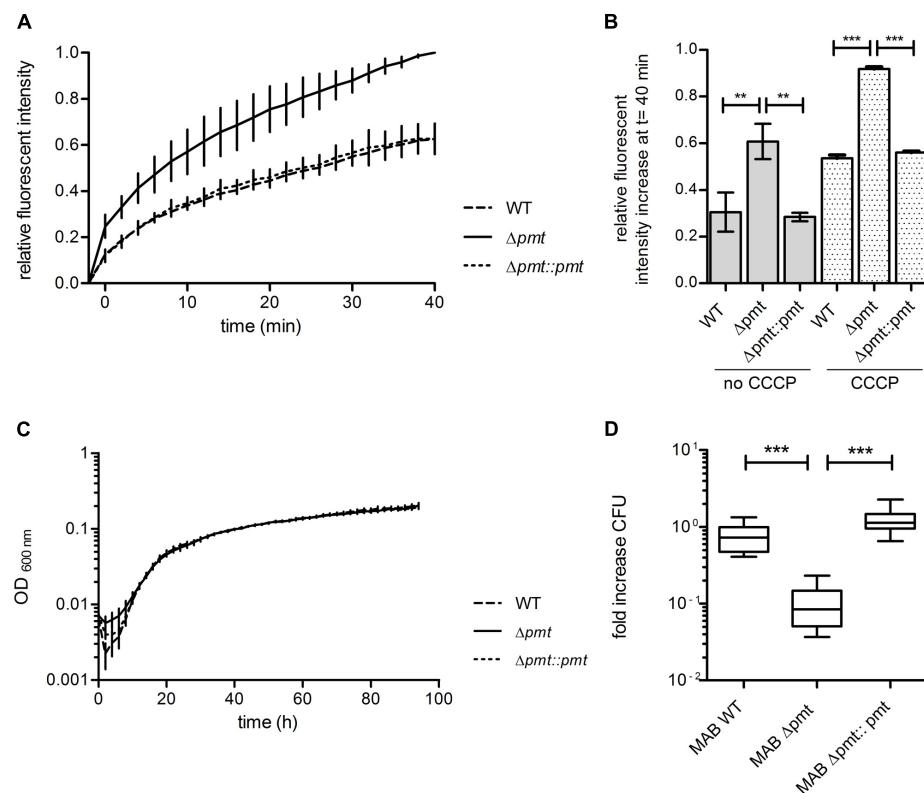 A
relative fluorescent intensity
1.0
0.8
0.6
0.4
0.2
0.0
0 10 20 30 40
time (min)
WT
Δpmt
Δpmt::pmt
B
relative fluorescent
intensity increase at t= 40 min
1.0
0.8
0.6
0.4
0.2
0.0
** ** *** ***
WT Δpmt Δpmt::pmt WT Δpmt Δpmt::pmt
no CCCP CCCP
C
OD 600 nm
1
0.1
0.01
0.001
0 20 40 60 80 100
time (h)
WT
Δpmt
Δpmt::pmt
D
fold increase CFU
10¹
10⁰
10⁻¹
10⁻²
*** ***
MAB WT MAB Δpmt MAB Δpmt:: pmt